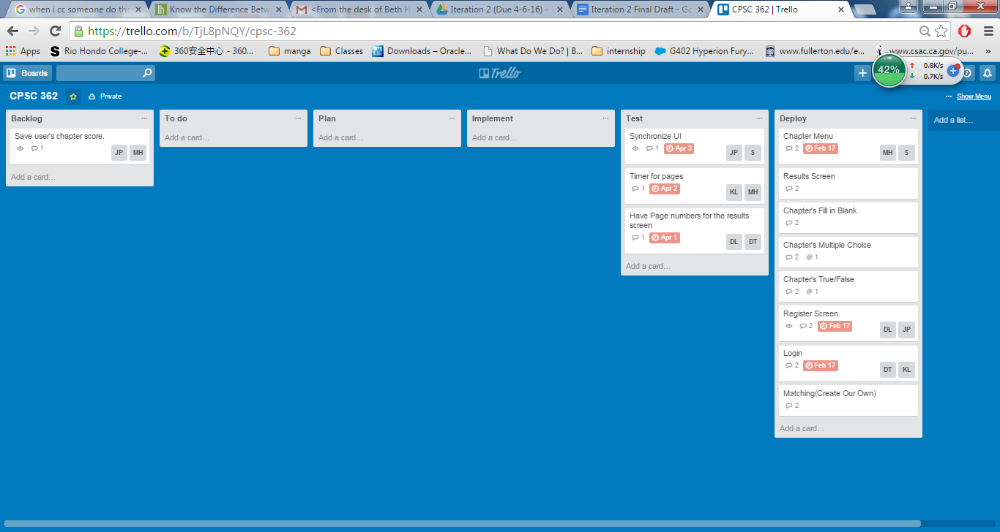 when i cc someone do the
Know the Difference Betw
<From the desk of Beth H
Iteration 2 (Due 4-6-16) -
Iteration 2 Final Draft - Go
CPSC 362 | Trello
https://trello.com/b/TjL8pNQY/cpsc-362
Apps
Rio Hondo College-...
360安全中心 - 360...
manga
Classes
Downloads – Oracle...
What Do We Do? | B...
internship
G402 Hyperion Fury...
www.fullerton.edu/e...
www.csac.ca.gov/pu...
»
Boards
Trello
42%
0.8K/s
0.7K/s
CPSC 362
Private
Show Menu
Backlog
Save user's chapter score.
1
JP MH
Add a card...
To do
Add a card...
Plan
Add a card...
Implement
Add a card...
Test
Synchronize UI
1 Apr 3
JP S
Timer for pages
1 Apr 2
KL MH
Have Page numbers for the results
screen
1 Apr 1
DL DT
Add a card...
Deploy
Chapter Menu
2 Feb 17
MH S
Results Screen
2
Chapter's Fill in Blank
2
Chapter's Multiple Choice
2 1
Chapter's True/False
2 1
Register Screen
2 Feb 17
DL JP
Login
2 Feb 17
DT KL
Matching(Create Our Own)
2
Add a card...
Add a list...